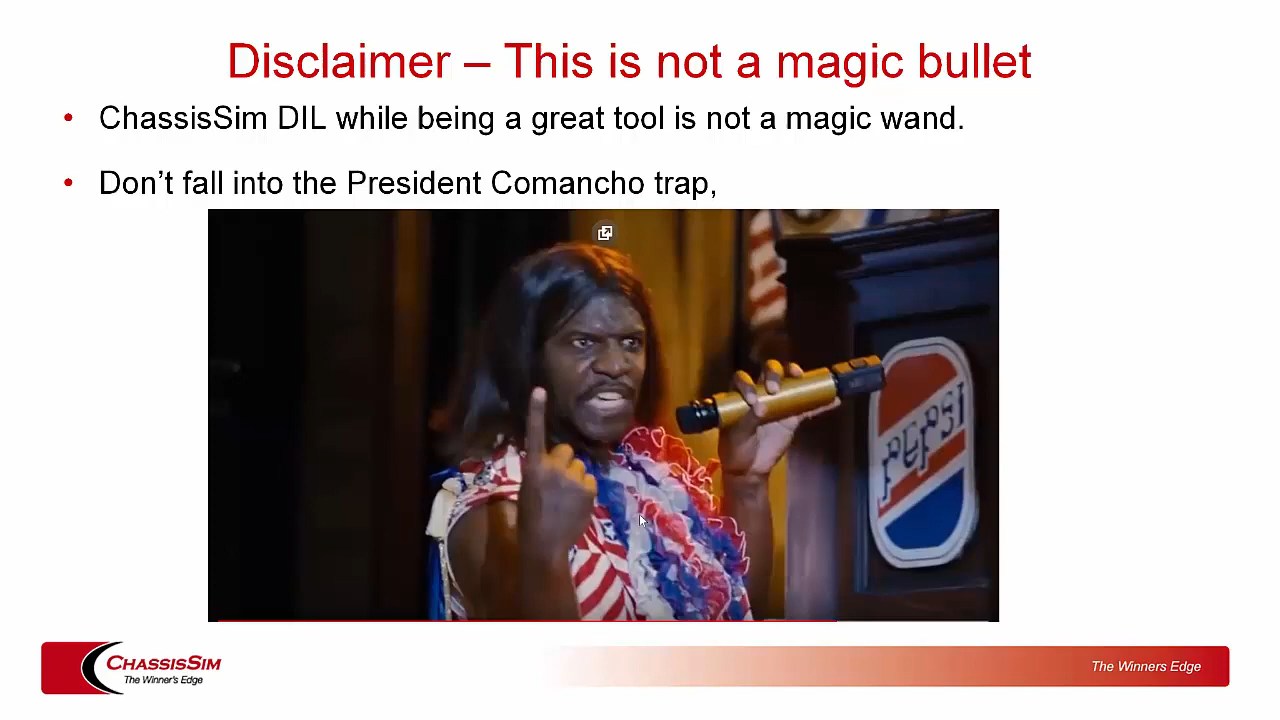 Disclaimer – This is not a magic bullet
• ChassisSim DIL while being a great tool is not a magic wand.
• Don't fall into the President Comancho trap,
PEPSI
ChassisSim
The Winner's Edge
The Winners Edge